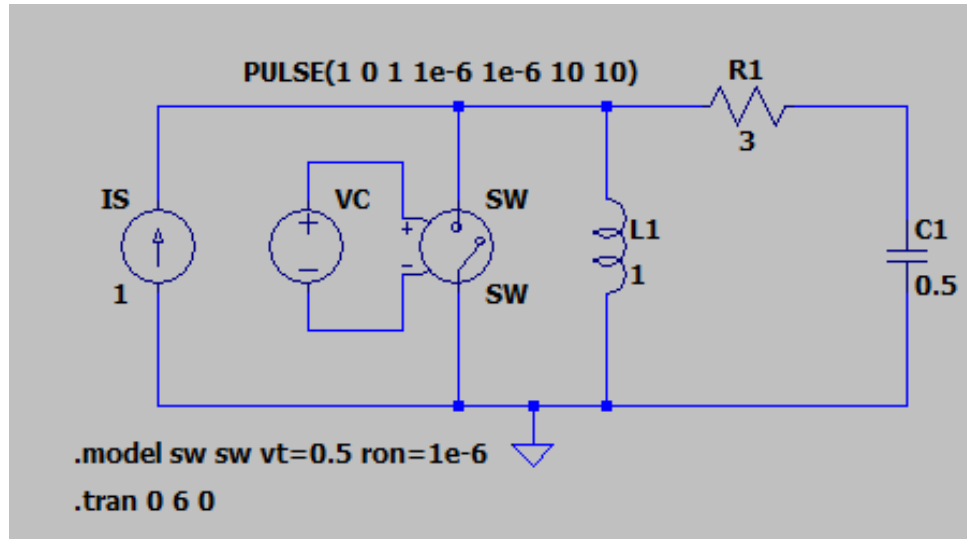 PULSE(1 0 1 1e-6 1e-6 10 10)
R1
3
IS
1
VC
+
−
+
−
SW
SW
L1
1
C1
0.5
.model sw sw vt=0.5 ron=1e-6
.tran 0 6 0